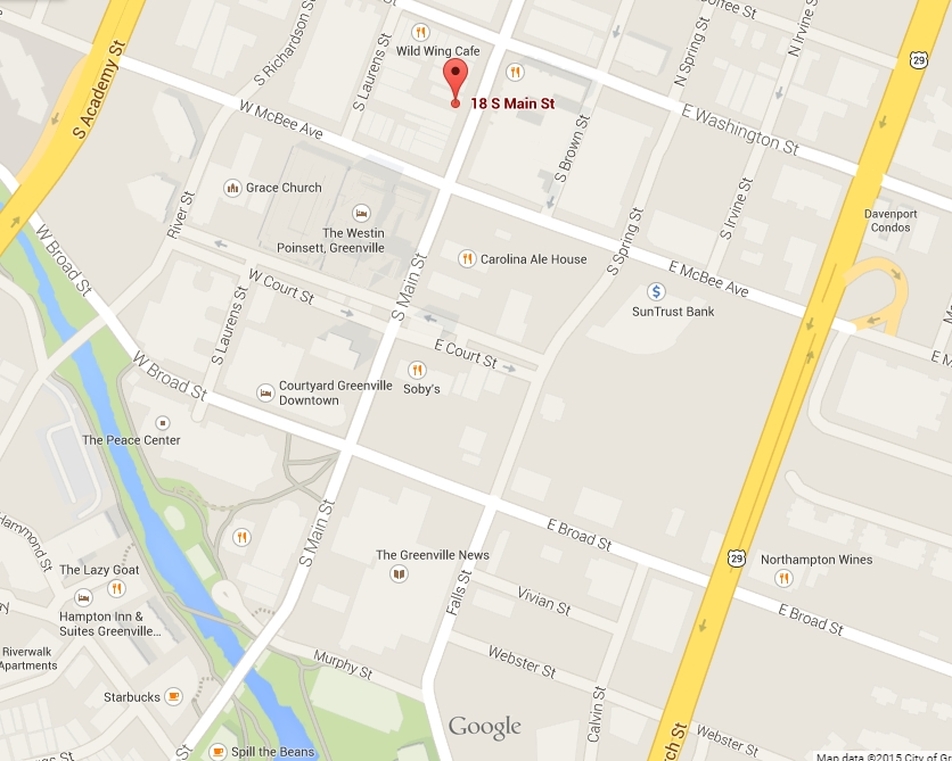 S Academy St
S Richardson St
S Laurens St
Wild Wing Cafe
18 S Main St
N Spring St
N Irvine St
29
W McBee Ave
E Washington St
S Brown St
Grace Church
River St
The Westin
Poinsett, Greenville
S Main St
Carolina Ale House
S Spring St
S Irvine St
Davenport
Condos
E McBee Ave
SunTrust Bank
W Broad St
W Court St
S Laurens St
E Court St
Soby's
W Broad St
Courtyard Greenville
Downtown
The Peace Center
S Main St
E Broad St
The Greenville News
29
Northampton Wines
Hammond St
The Lazy Goat
Hampton Inn &
Suites Greenville...
Falls St
Vivian St
E Broad St
Riverwalk
Apartments
Murphy St
Webster St
Starbucks
Calvin St
Google
Webster St
St
Spill the Beans
rch St
Map data ©2015 City of Gr